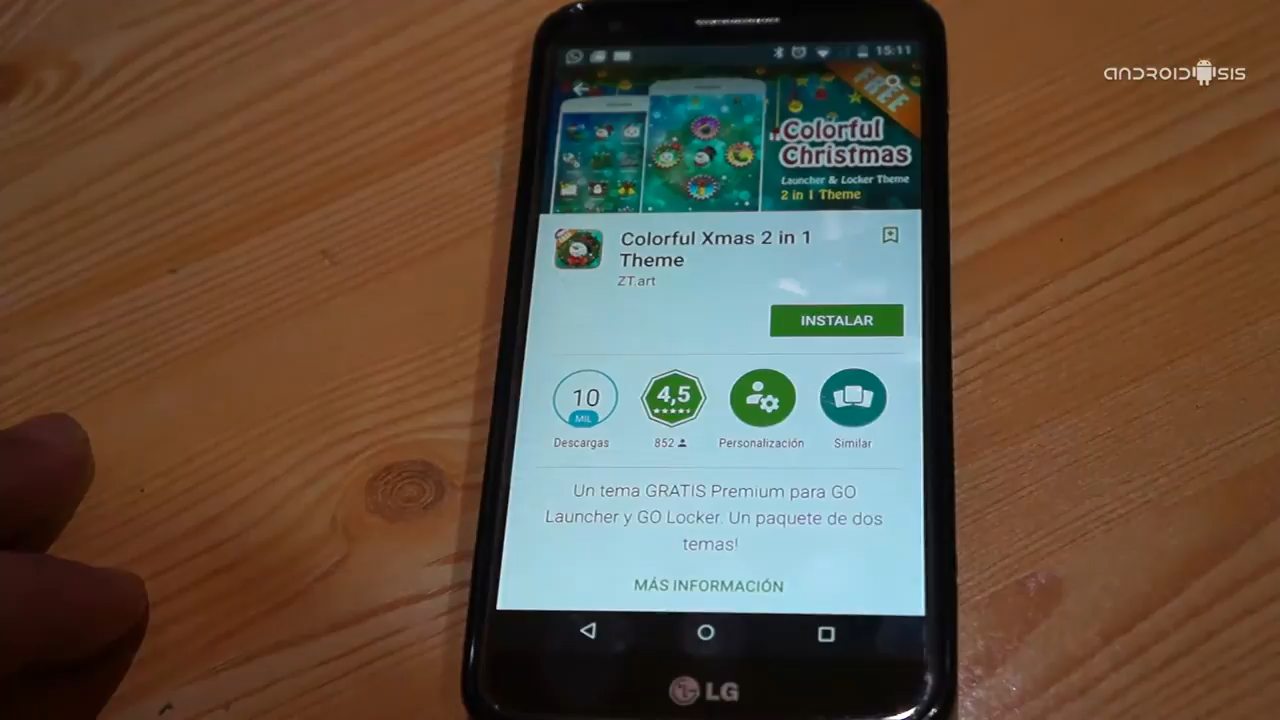 15:11
ANDROIDSIS
FREE
Colorful
Christmas
Launcher & Locker Theme
2 in 1 Theme
Colorful Xmas 2 in 1
Theme
ZT.art
INSTALAR
10
MIL
4,5
Descargas
852
Personalización
Similar
Un tema GRATIS Premium para GO
Launcher y GO Locker. Un paquete de dos
temas!
MÁS INFORMACIÓN
LG